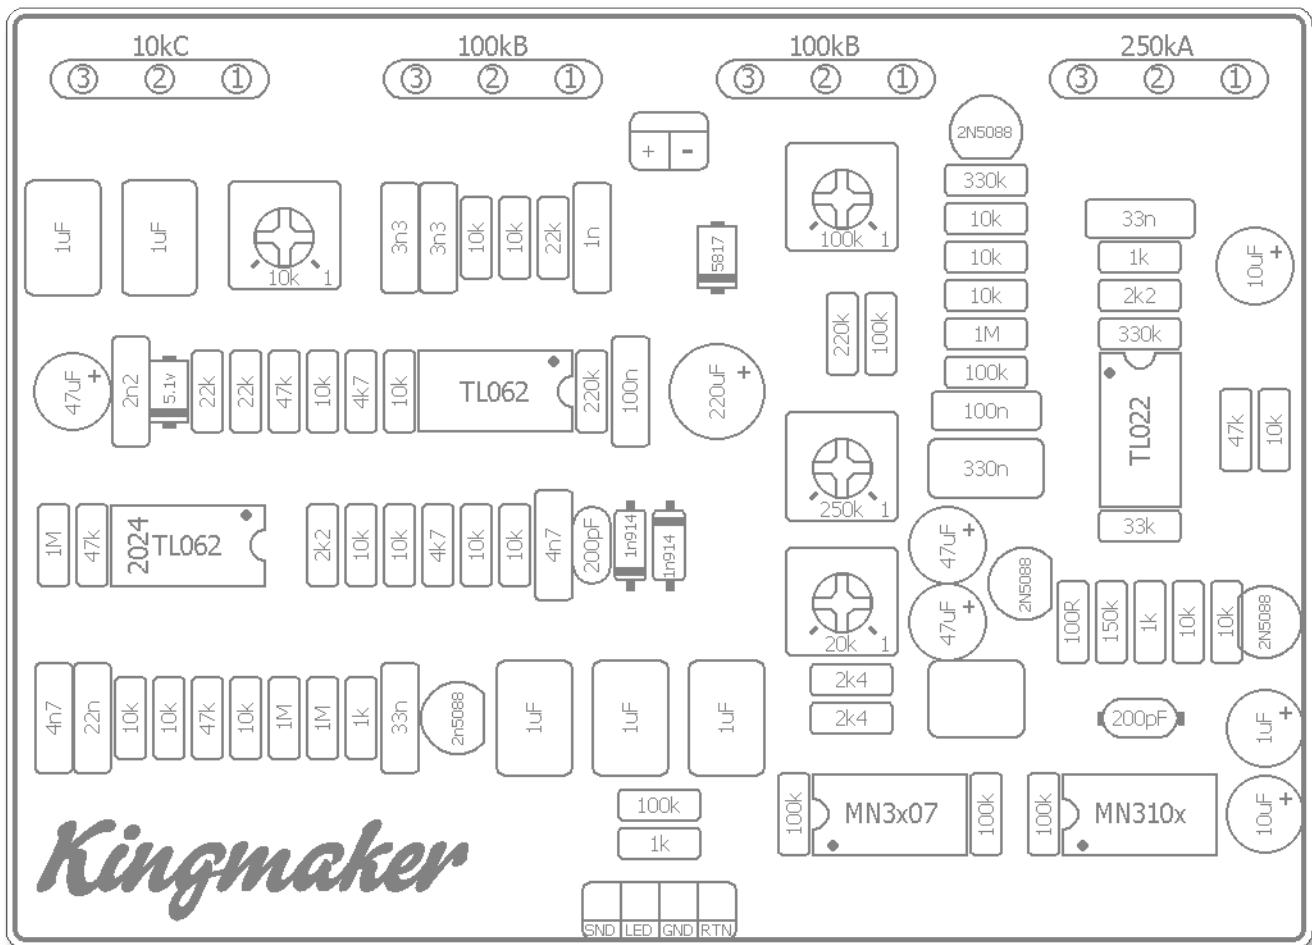 10kC 100kB 100kB 250kA
3 2 1 3 2 1 3 2 1 3 2 1
2N5088
+ -
330k
10k
10k
10k
1M
100k
100n
330n
1uF 1uF 10k 1
3n3 3n3 10k 10k 22k 1n
5817
100k 1
33n
1k
2k2
330k
10uF +
220k 100k
47uF + 2n2 5.1v 22k 22k 47k 10k 4k7 10k TL062 220k 100n 220uF +
TL022
47k 10k
250k 1
33k
1M 47k 2024 TL062 2k2 10k 10k 4k7 10k 10k 4n7 200pF 1n914 1n914
47uF +
47uF +
2N5088
20k 1
100R 150k 1k 10k 10k 2N5088
2k4
2k4
4n7 22n 10k 10k 47k 10k 1M 1M 1k 33n 2n5088 1uF 1uF 1uF
200pF
1uF +
100k
1k
100k MN3x07 100k
100k MN310x 10uF +
Kingmaker
SND LED GND RTN